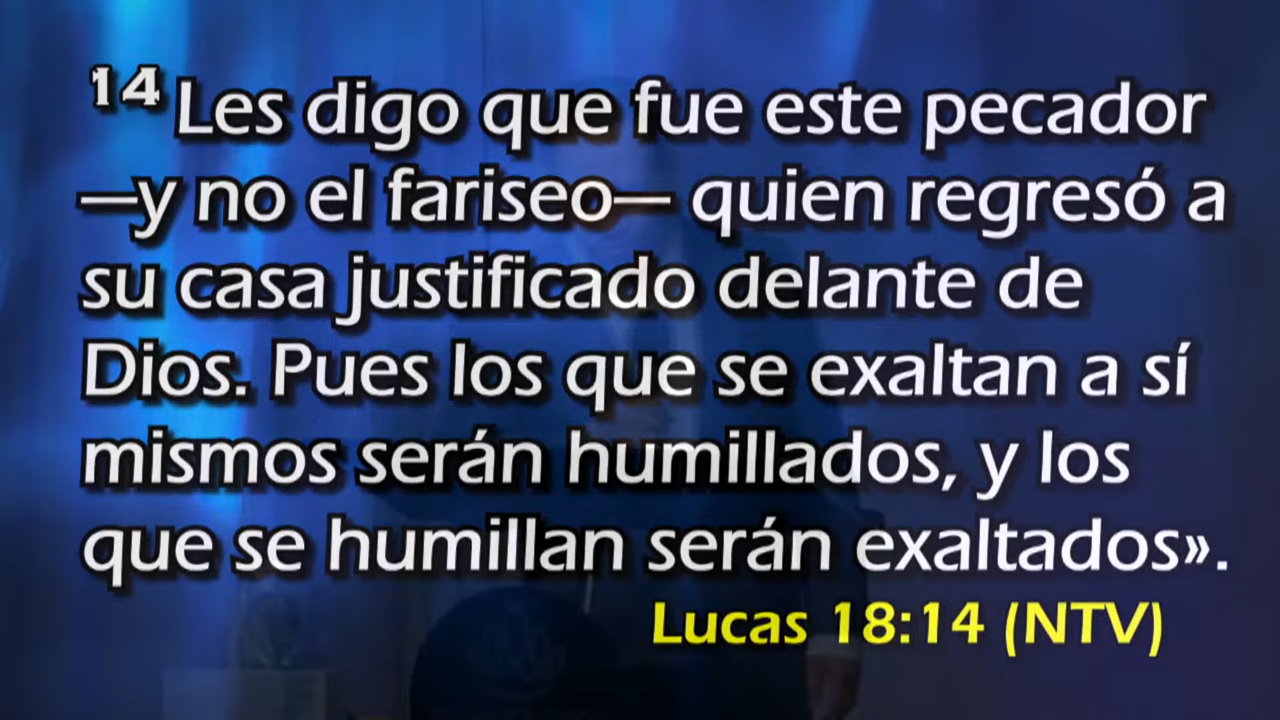 14 Les digo que fue este pecador
—y no el fariseo— quien regresó a
su casa justificado delante de
Dios. Pues los que se exaltan a sí
mismos serán humillados, y los
que se humillan serán exaltados».
Lucas 18:14 (NTV)